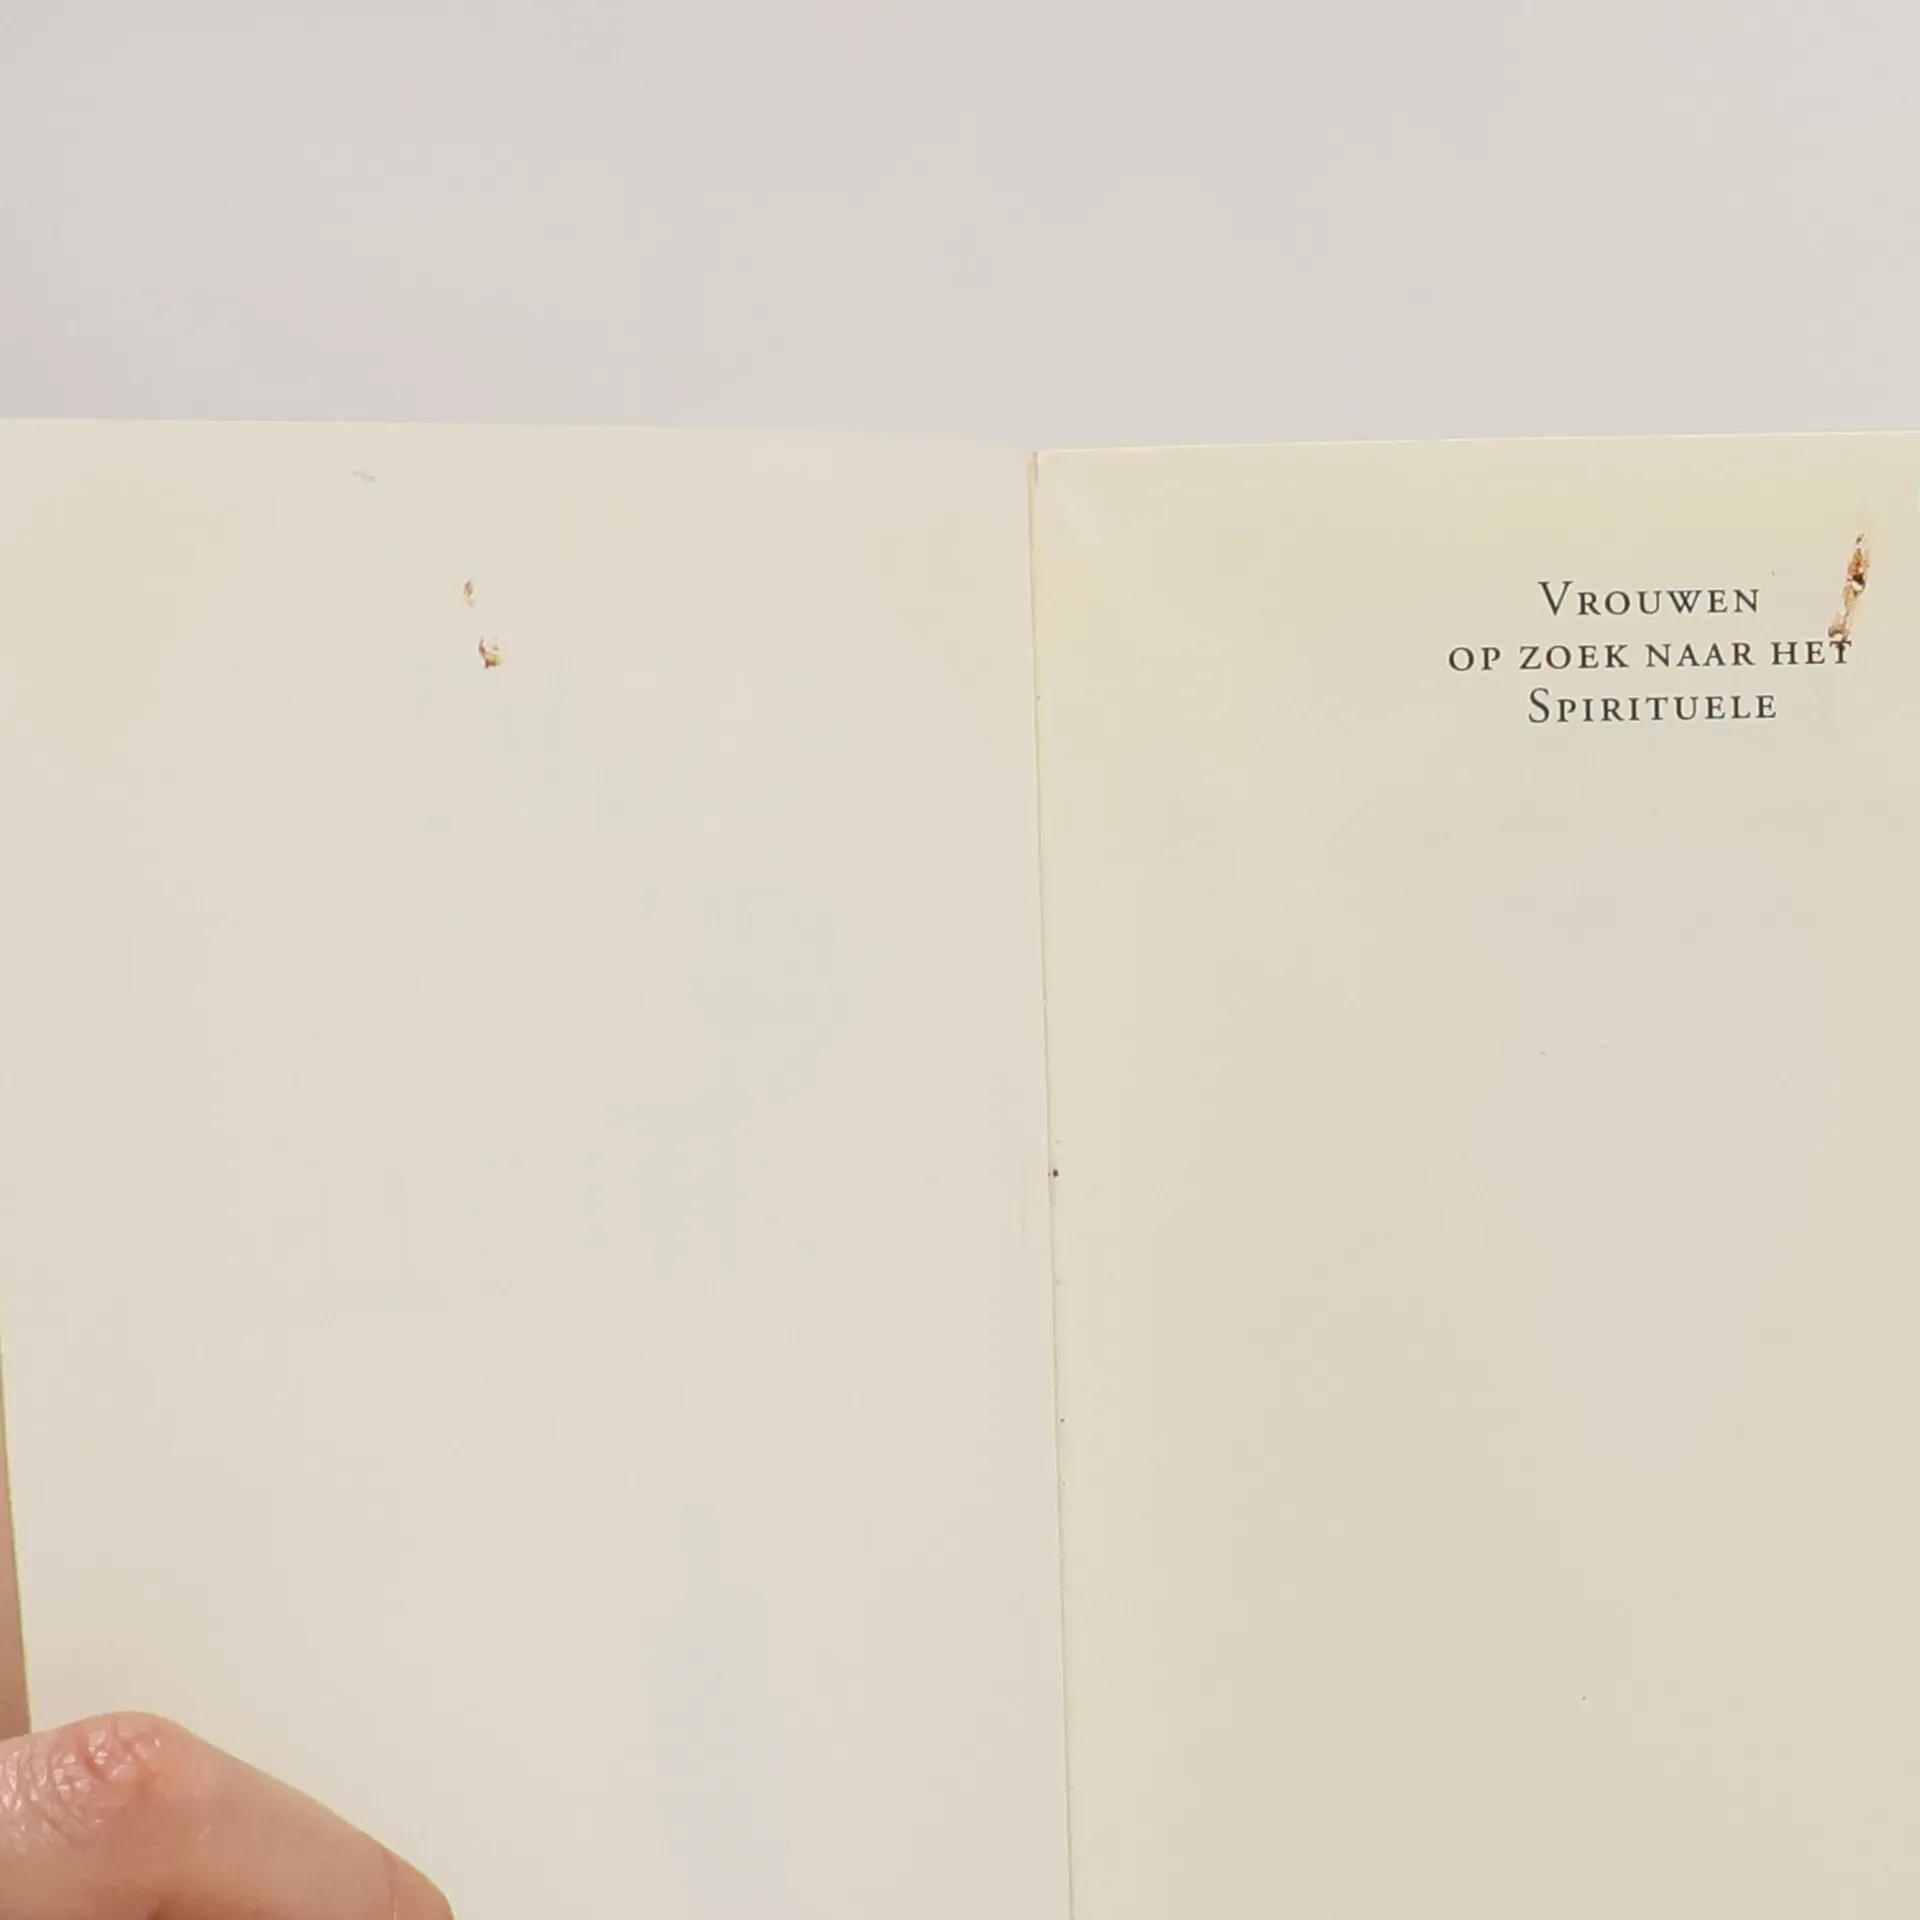 Vrouwen
op zoek naar het
Spirituele